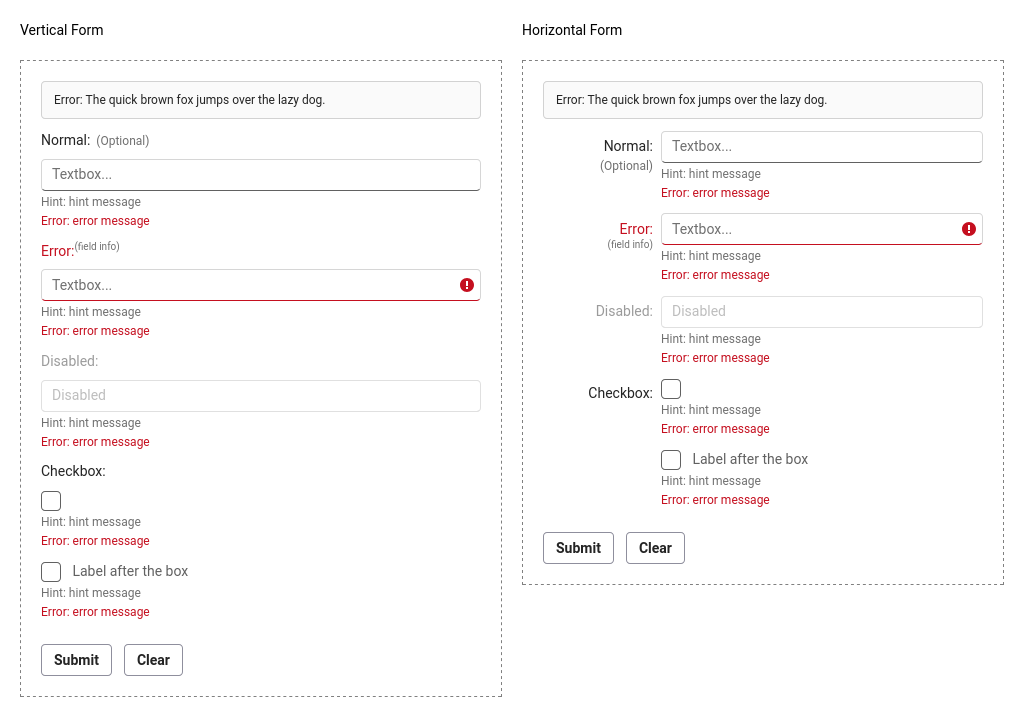 Vertical Form
Error: The quick brown fox jumps over the lazy dog.
Normal: (Optional)
Textbox...
Hint: hint message
Error: error message
Error:(field info)
Textbox...
Hint: hint message
Error: error message
Disabled:
Disabled
Hint: hint message
Error: error message
Checkbox:
Hint: hint message
Error: error message
Label after the box
Hint: hint message
Error: error message
Submit Clear
Horizontal Form
Error: The quick brown fox jumps over the lazy dog.
Normal: Textbox...
(Optional)
Hint: hint message
Error: error message
Error: Textbox...
(field info)
Hint: hint message
Error: error message
Disabled: Disabled
Hint: hint message
Error: error message
Checkbox:
Hint: hint message
Error: error message
Label after the box
Hint: hint message
Error: error message
Submit Clear